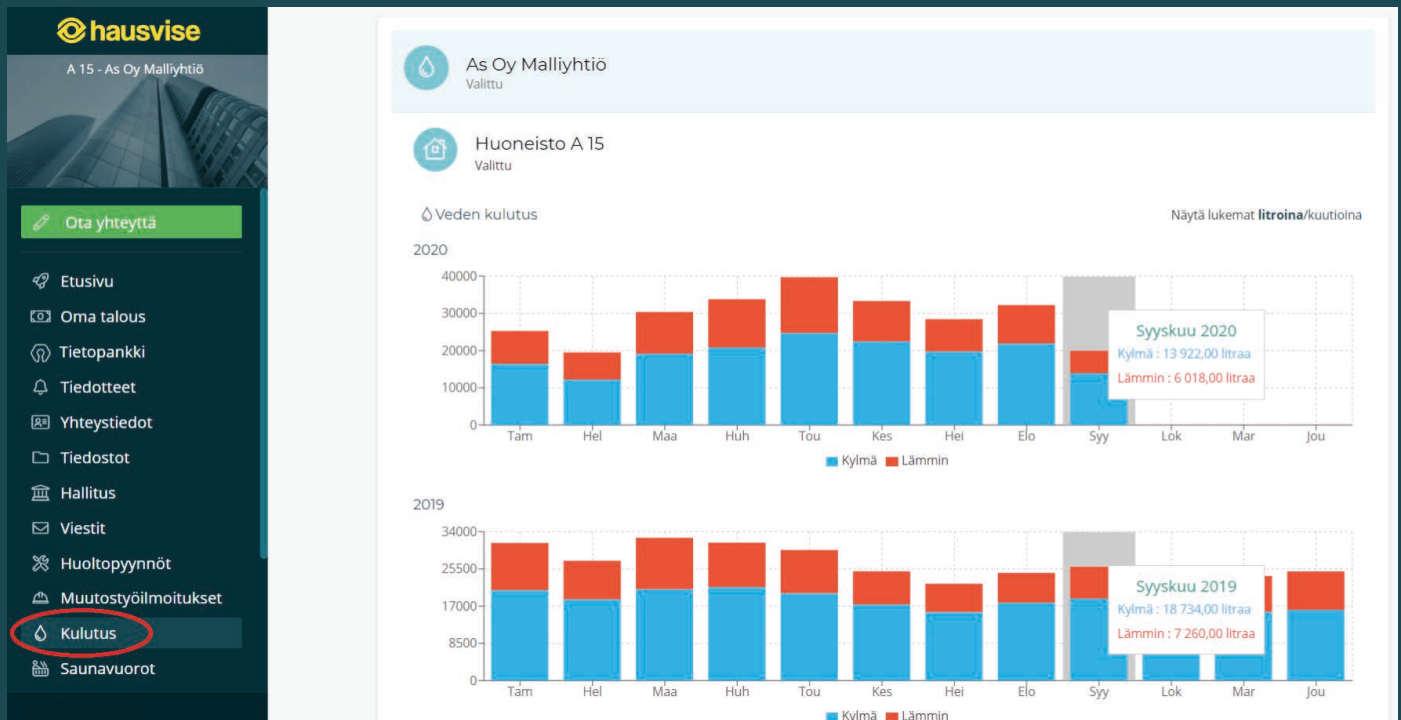 hausvise
A 15 - As Oy Malliyhtiö
Ota yhteyttä
Etusivu
Oma talous
Tietopankki
Tiedotteet
Yhteystiedot
Tiedostot
Hallitus
Viestit
Huoltopyynnöt
Muutostyöilmoitukset
Kulutus
Saunavuorot
As Oy Malliyhtiö
Valittu
Huoneisto A 15
Valittu
Veden kulutus
Näytä lukemat litroina/kuutioina
2020
40000
30000
20000
10000
0
Syyskuu 2020
Kylmä : 13 922,00 litraa
Lämmin : 6 018,00 litraa
Tam Hel Maa Huh Tou Kes Hei Elo Syy Lok Mar Jou
Kylmä Lämmin
2019
34000
25500
17000
8500
0
Syyskuu 2019
Kylmä : 18 734,00 litraa
Lämmin : 7 260,00 litraa
Tam Hel Maa Huh Tou Kes Hei Elo Syy Lok Mar Jou
Kylmä Lämmin